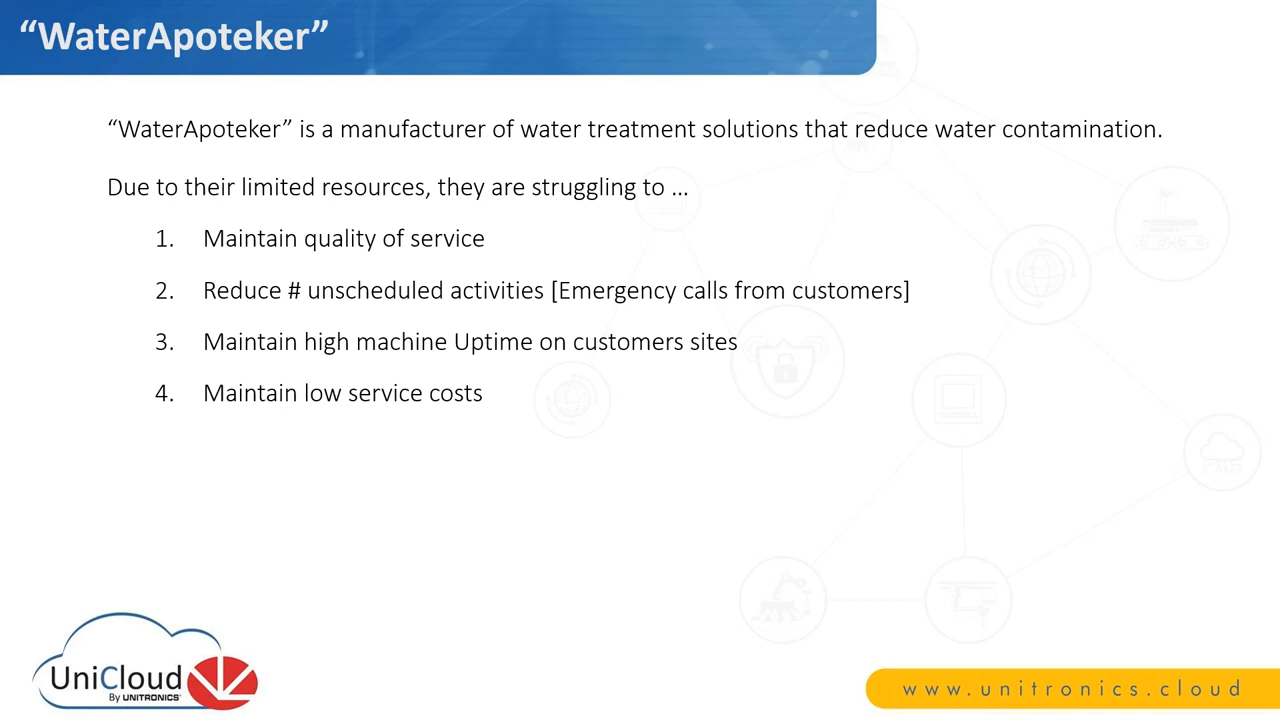 “WaterApoteker”
“WaterApoteker” is a manufacturer of water treatment solutions that reduce water contamination.
Due to their limited resources, they are struggling to …
1. Maintain quality of service
2. Reduce # unscheduled activities [Emergency calls from customers]
3. Maintain high machine Uptime on customers sites
4. Maintain low service costs
UniCloud
By UNITRONICS
www.unitronics.cloud